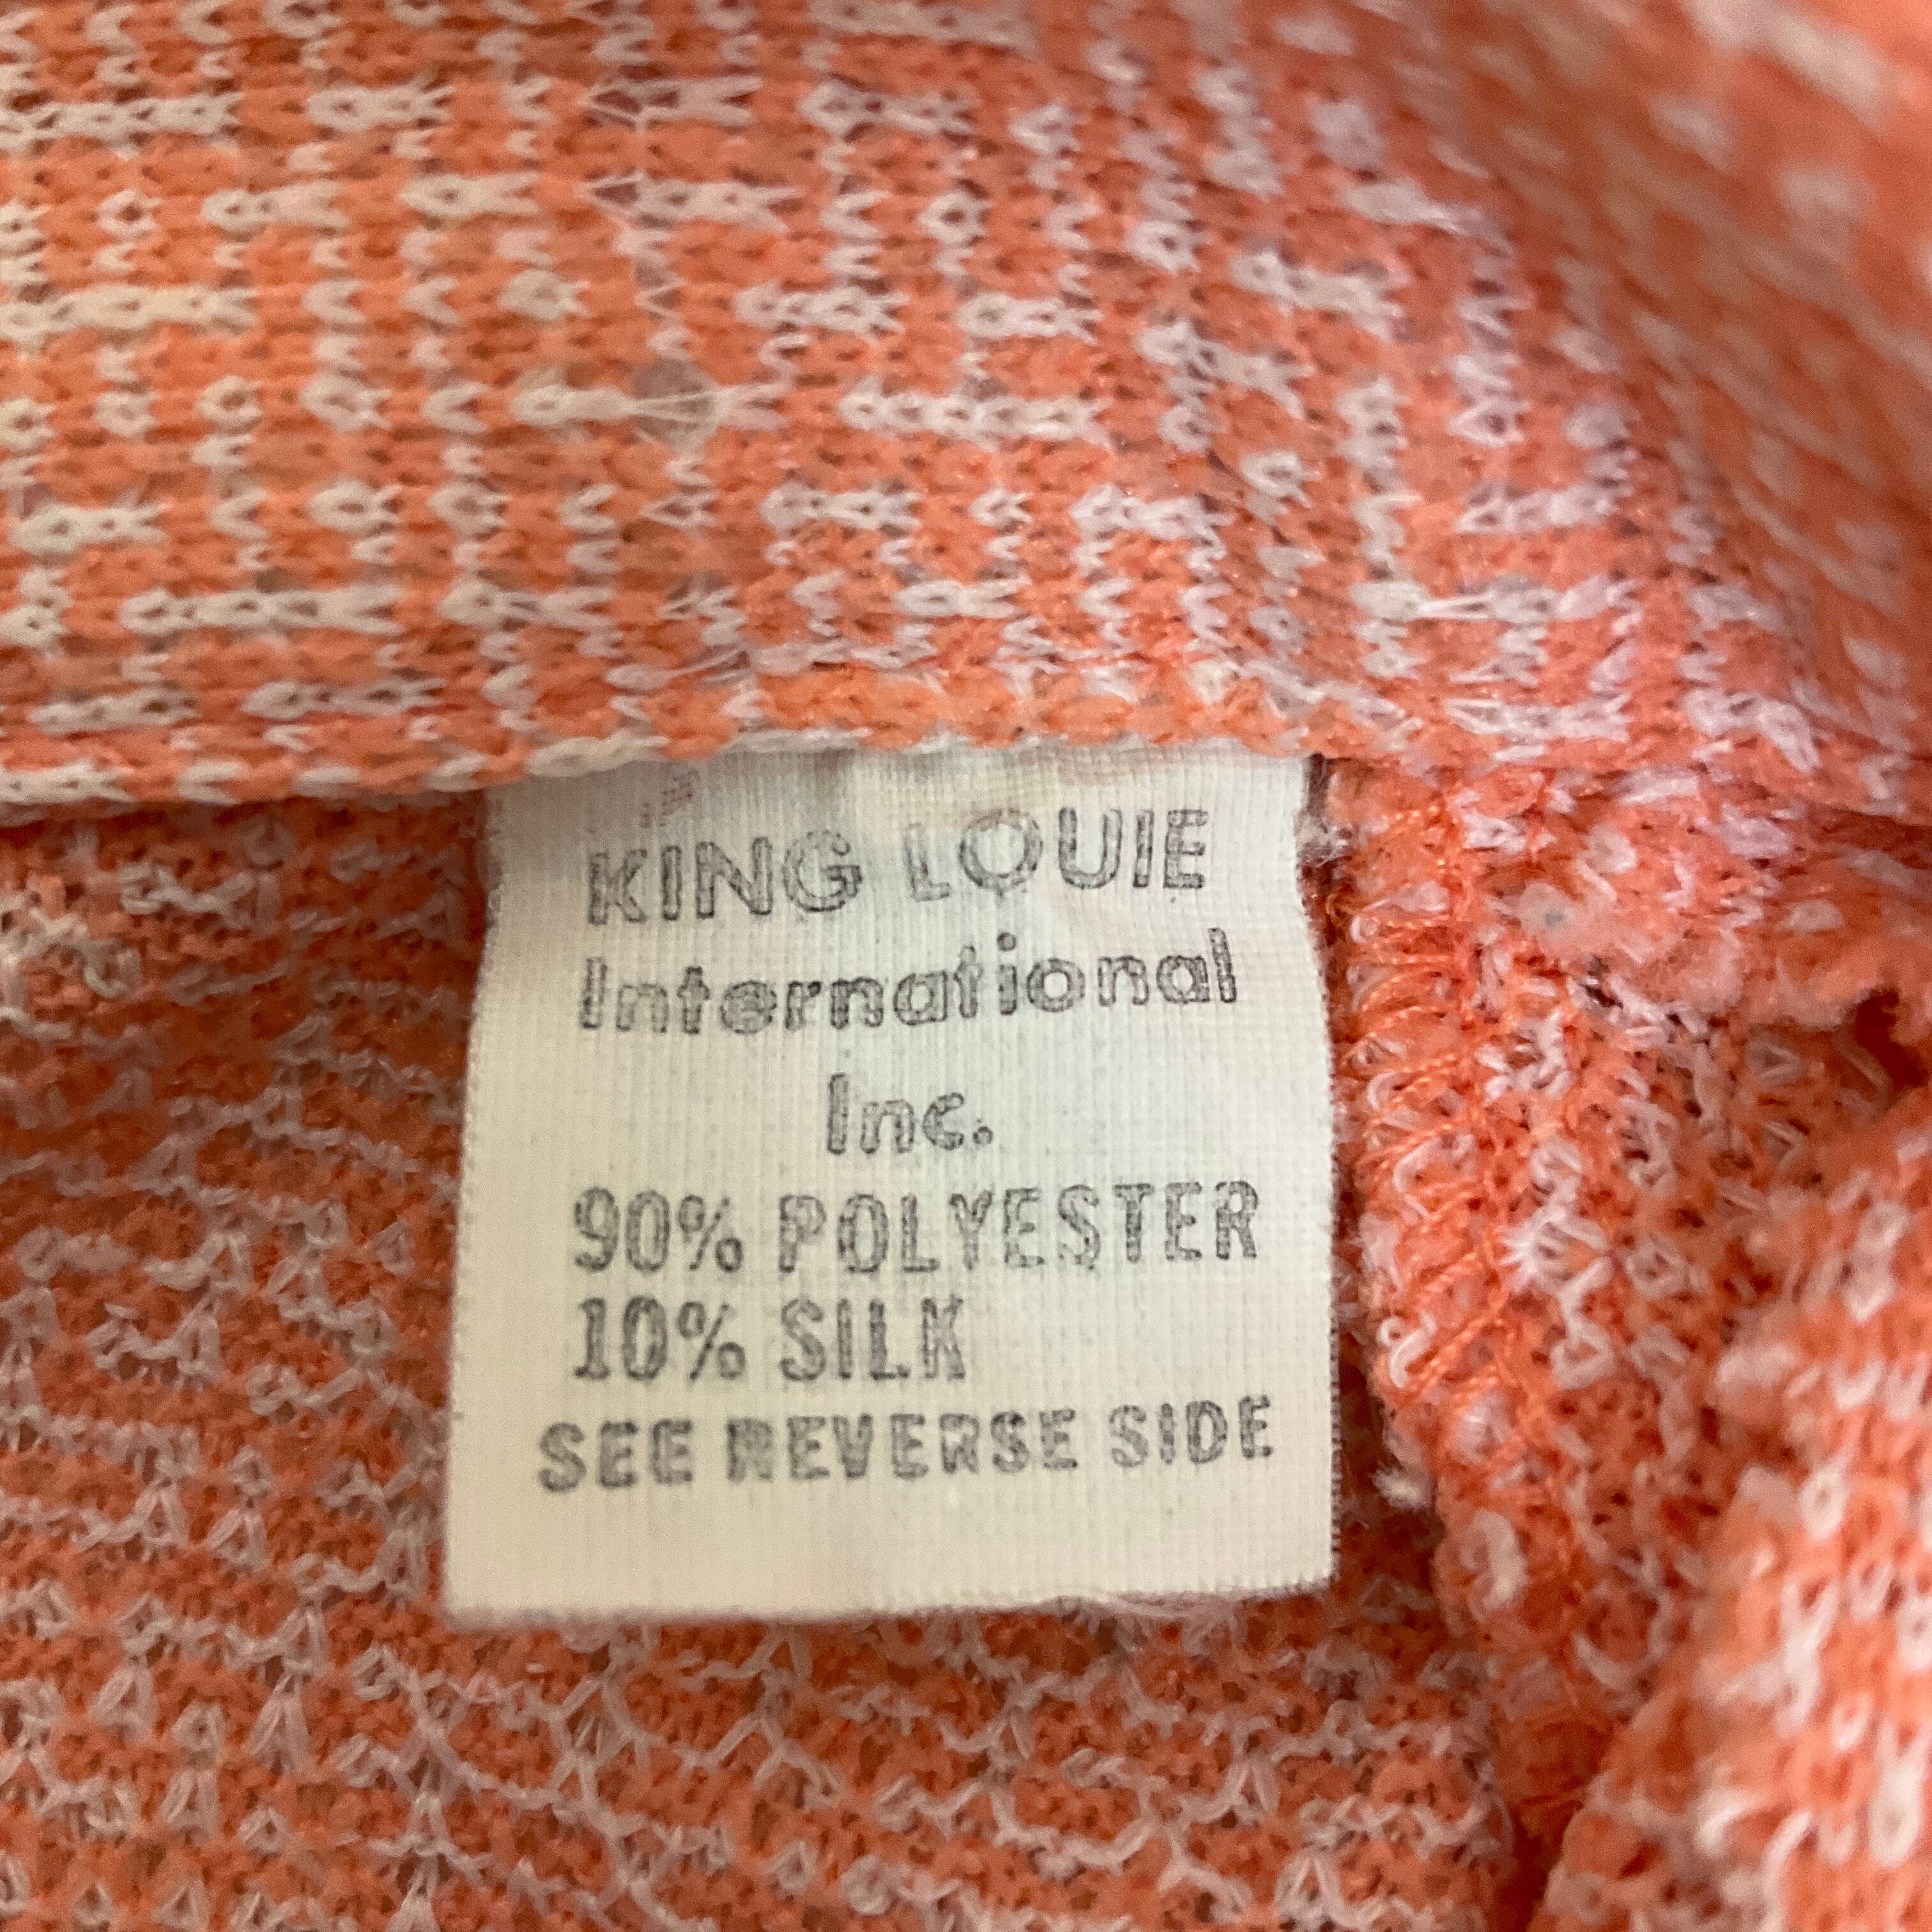 KING LOUIE
International
Inc.
90% POLYESTER
10% SILK
SEE REVERSE SIDE